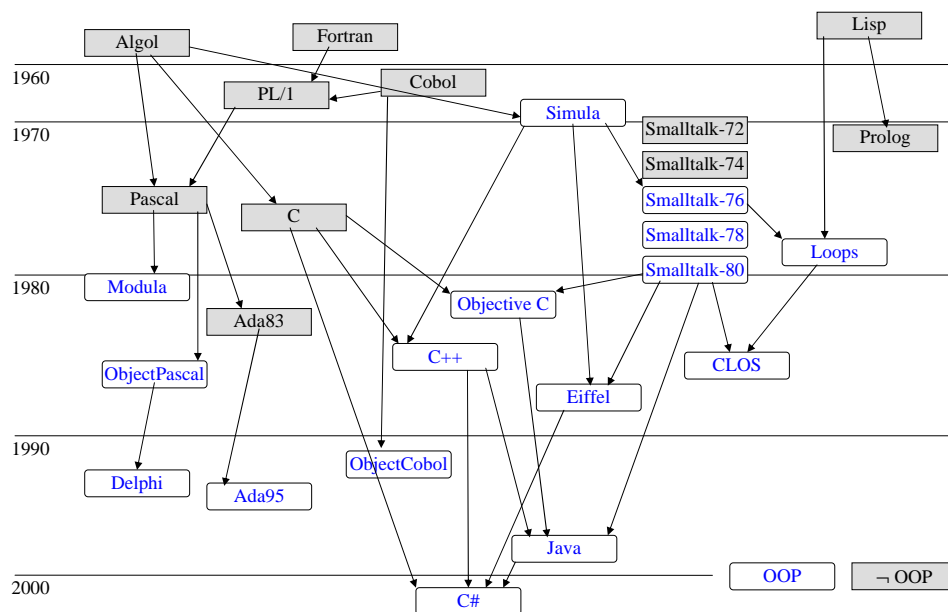 Lisp
Fortran
Algol
1960
Cobol
PL/1
Simula
1970
Smalltalk-72
Prolog
Smalltalk-74
Pascal
Smalltalk-76
C
Smalltalk-78
Loops
Smalltalk-80
1980
Modula
Objective C
Ada83
C++
CLOS
ObjectPascal
Eiffel
1990
ObjectCobol
Delphi
Ada95
Java
2000
OOP
¬ OOP
C#